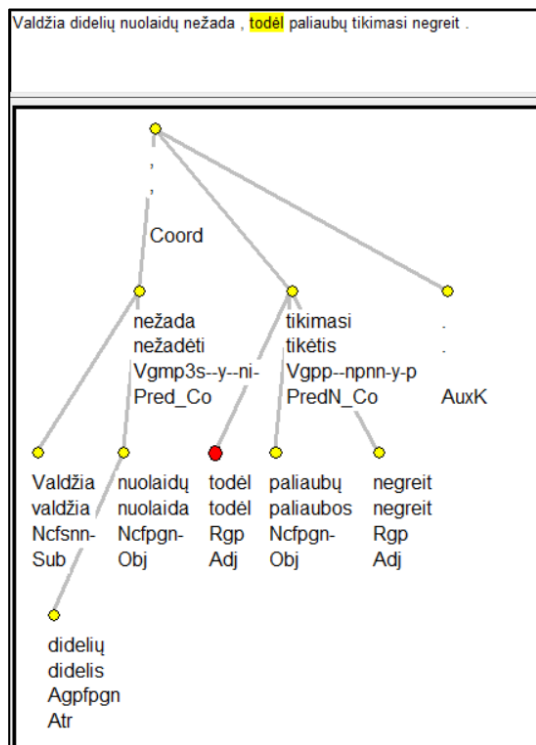 Valdžia didelių nuolaidų nežada , todėl paliaubų tikimasi negreit .
,
,
Coord
nežada tikimasi .
nežadėti tikėtis .
Vgmp3s--y--ni- Vgpp--npnn-y-p
Pred_Co PredN_Co AuxK
Valdžia nuolaidų todėl paliaubų negreit
valdžia nuolaida todėl paliaubos negreit
Ncfsnn- Ncfpgn- Rgp Ncfpgn- Rgp
Sub Obj Adj Obj Adj
didelių
didelis
Agpfpgn
Atr